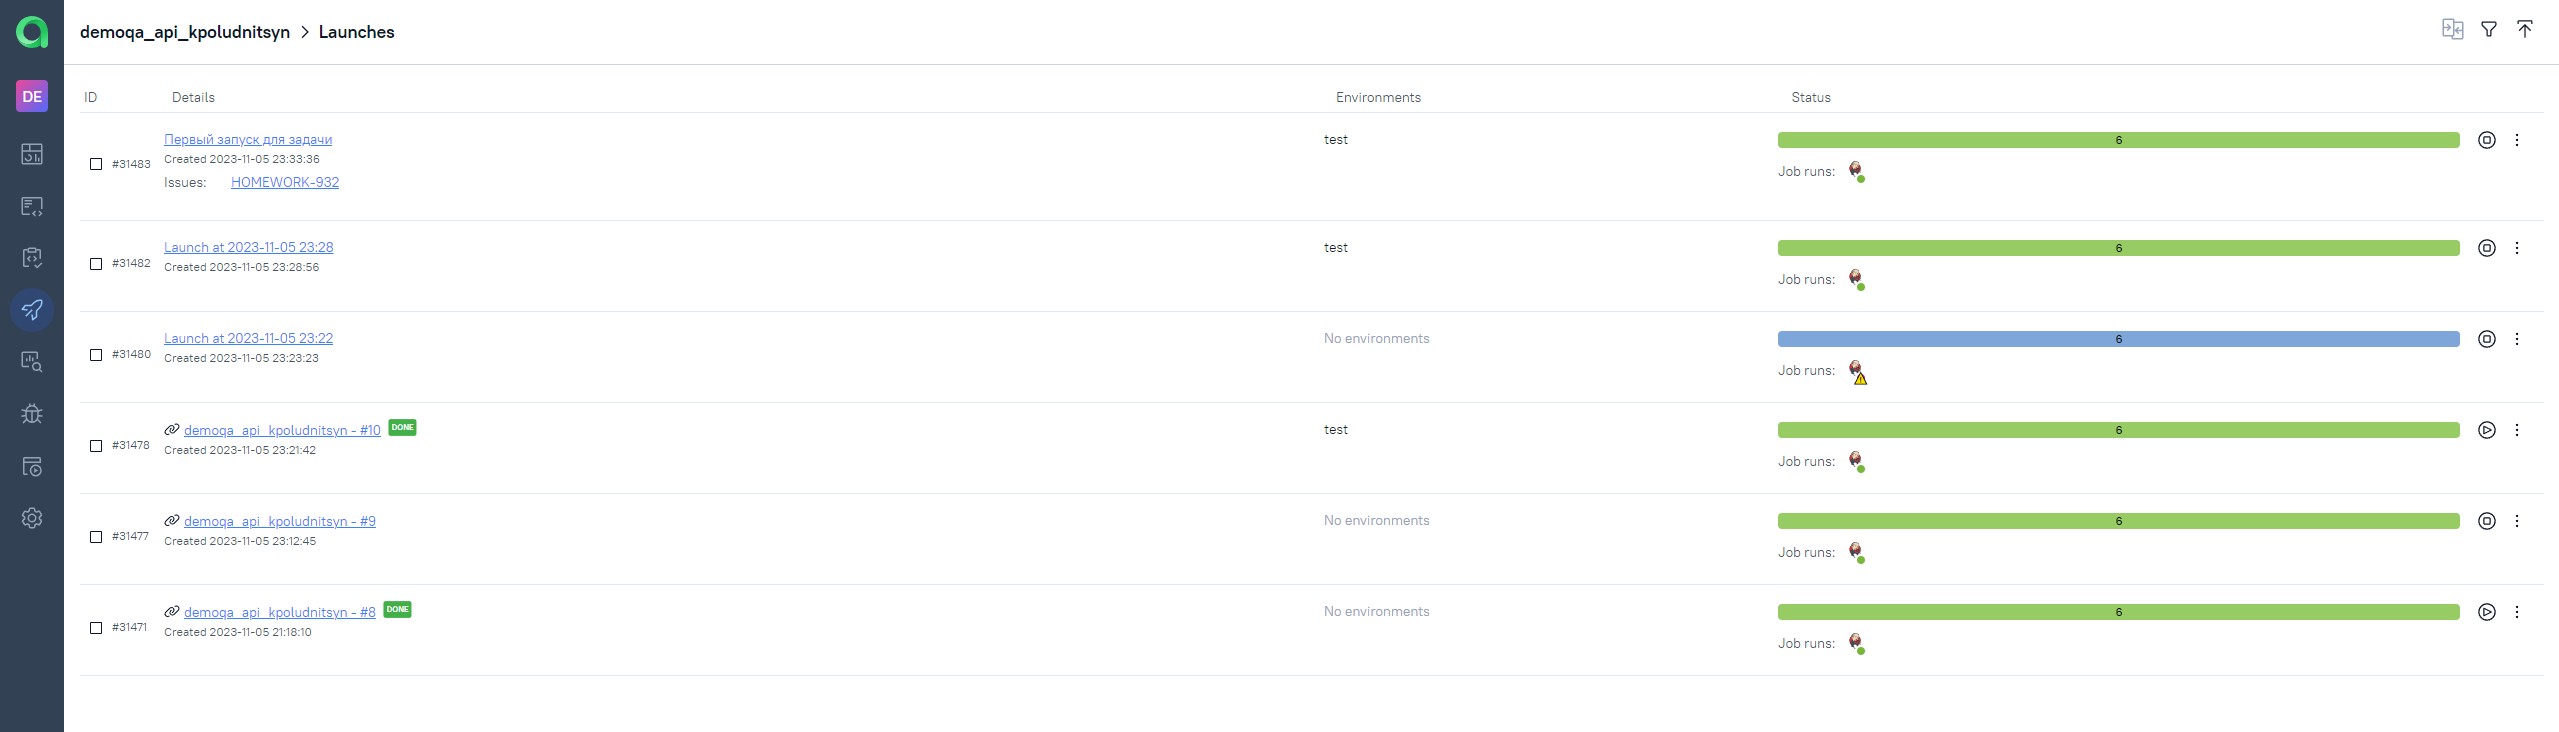 demoqa_api_kpoludnitsyn > Launches
DE
ID Details Environments Status
Первый запуск для задачи test 6
#31483 Created 2023-11-05 23:33:36
Issues: HOMEWORK-932 Job runs:
Launch at 2023-11-05 23:28 test 6
#31482 Created 2023-11-05 23:28:56
Job runs:
Launch at 2023-11-05 23:22 No environments 6
#31480 Created 2023-11-05 23:23:23
Job runs:
demoqa_api_kpoludnitsyn - #10 DONE test 6
#31478 Created 2023-11-05 23:21:42
Job runs:
demoqa_api_kpoludnitsyn - #9 No environments 6
#31477 Created 2023-11-05 23:12:45
Job runs:
demoqa_api_kpoludnitsyn - #8 DONE No environments 6
#31471 Created 2023-11-05 21:18:10
Job runs: